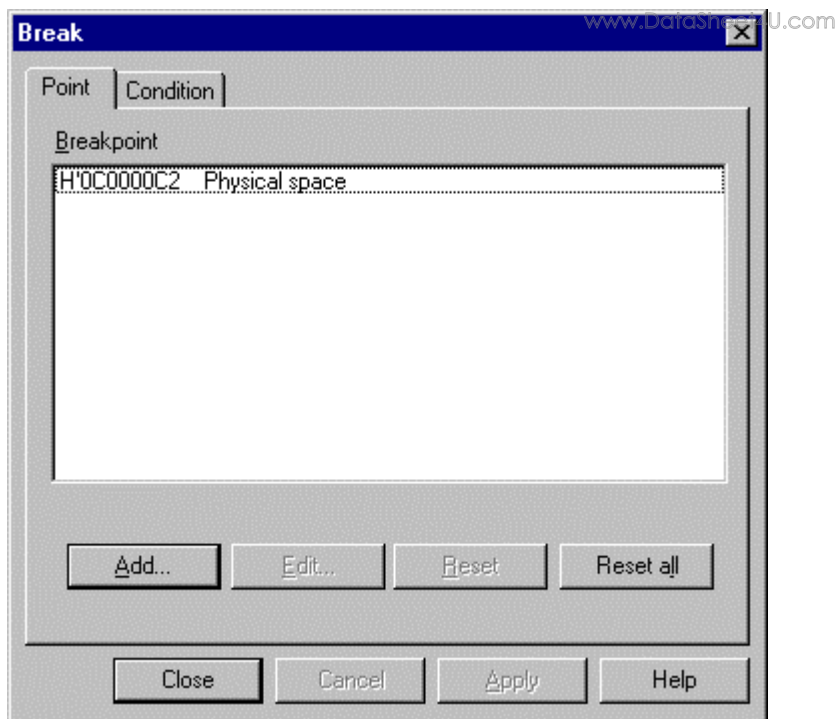 www.DataSheet4U.com
Break
Point
Condition
Breakpoint
H'0C0000C2 Physical space
Add...
Edit...
Reset
Reset all
Close
Cancel
Apply
Help